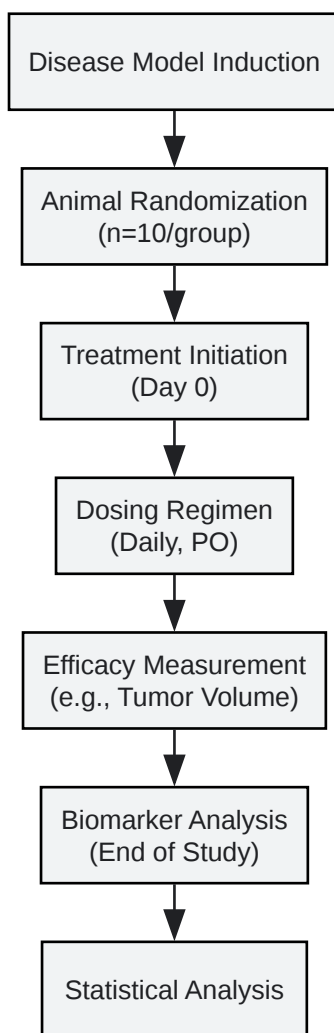 Disease Model Induction
Animal Randomization
(n=10/group)
Treatment Initiation
(Day 0)
Dosing Regimen
(Daily, PO)
Efficacy Measurement
(e.g., Tumor Volume)
Biomarker Analysis
(End of Study)
Statistical Analysis